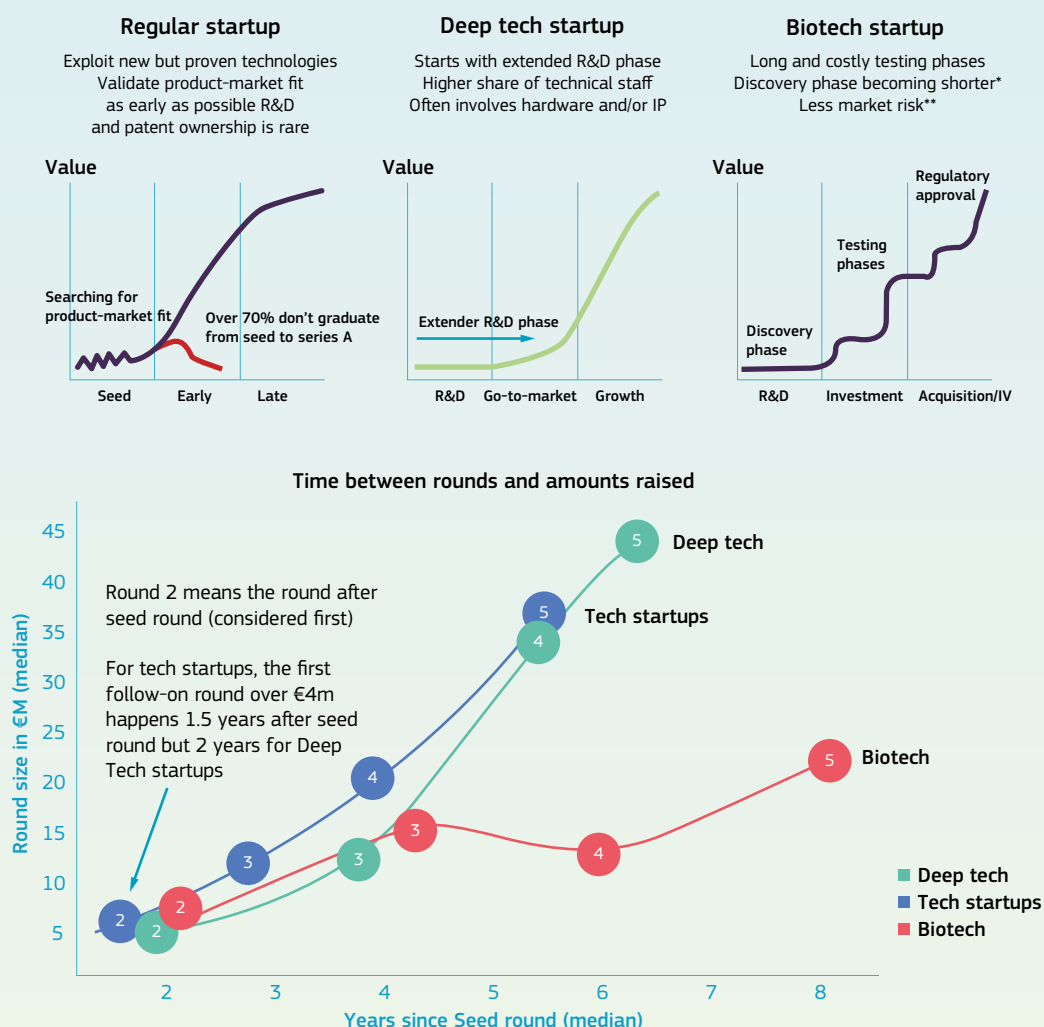 Regular startup
Exploit new but proven technologies
Validate product-market fit
as early as possible R&D
and patent ownership is rare
Value
Searching for
product-market fit
Over 70% don't graduate
from seed to series A
Seed
Early
Late
Deep tech startup
Starts with extended R&D phase
Higher share of technical staff
Often involves hardware and/or IP
Value
Extender R&D phase
R&D
Go-to-market
Growth
Biotech startup
Long and costly testing phases
Discovery phase becoming shorter*
Less market risk**
Value
Discovery
phase
Testing
phases
Regulatory
approval
R&D
Investment
Acquisition/IV
Time between rounds and amounts raised
Round size in €M (median)
45
40
35
30
25
20
15
10
5
Round 2 means the round after
seed round (considered first)
For tech startups, the first
follow-on round over €4m
happens 1.5 years after seed
round but 2 years for Deep
Tech startups
5
Deep tech
5
Tech startups
4
5
Biotech
4
3
3
3
4
2
2
2
Deep tech
Tech startups
Biotech
2
3
4
5
6
7
8
Years since Seed round (median)